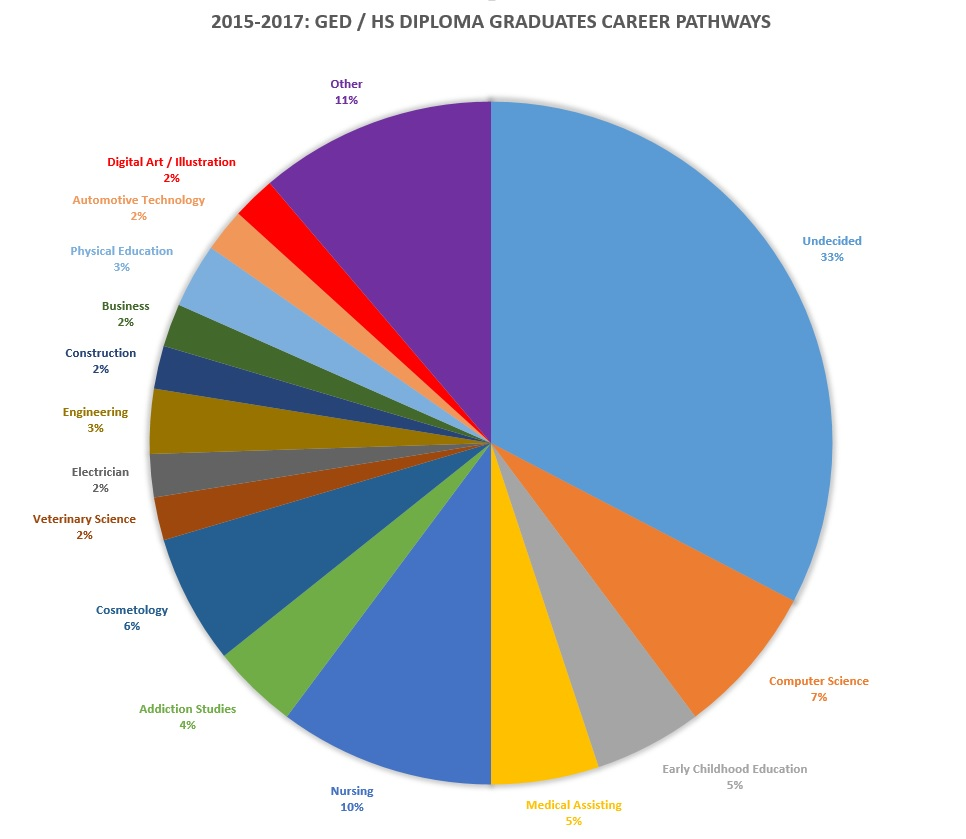 2015-2017: GED / HS DIPLOMA GRADUATES CAREER PATHWAYS
Other
11%
Digital Art / Illustration
2%
Automotive Technology
2%
Physical Education
3%
Business
2%
Construction
2%
Engineering
3%
Electrician
2%
Veterinary Science
2%
Cosmetology
6%
Addiction Studies
4%
Nursing
10%
Medical Assisting
5%
Early Childhood Education
5%
Computer Science
7%
Undecided
33%